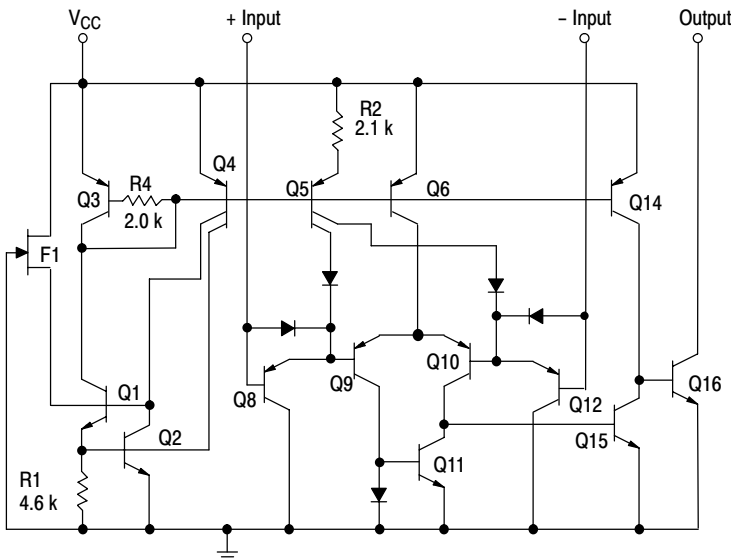 VCC
+ Input
– Input
Output
R2
2.1 k
Q4
R4
Q3
2.0 k
Q5
Q6
Q14
F1
Q1
Q8
Q9
Q10
Q12
Q16
Q2
Q15
Q11
R1
4.6 k